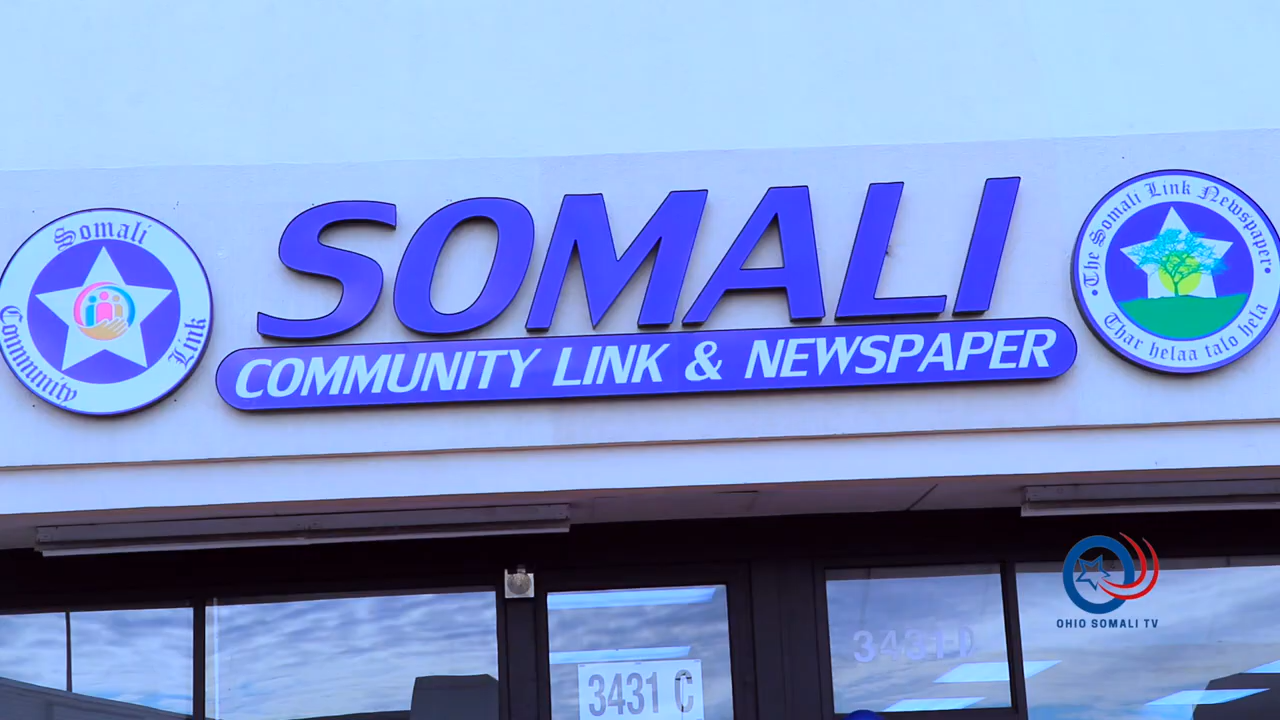 Somali
Community
Link
SOMALI
COMMUNITY LINK & NEWSPAPER
•The Somali Link Newspaper•
Thar helaa talo hela
3431 C
3431 D
OHIO SOMALI TV